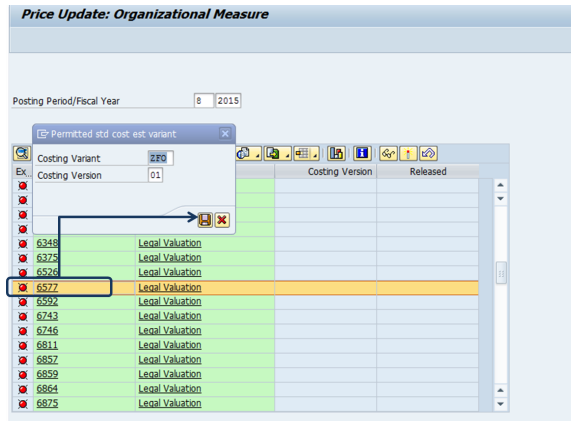 Price Update: Organizational Measure
Posting Period/Fiscal Year 8 2015
Permitted std cost est variant
Costing Variant ZFO
Costing Version 01
Ex.. Costing Version Released
6348 Legal Valuation
6375 Legal Valuation
6526 Legal Valuation
6577 Legal Valuation
6592 Legal Valuation
6743 Legal Valuation
6746 Legal Valuation
6811 Legal Valuation
6857 Legal Valuation
6859 Legal Valuation
6864 Legal Valuation
6875 Legal Valuation